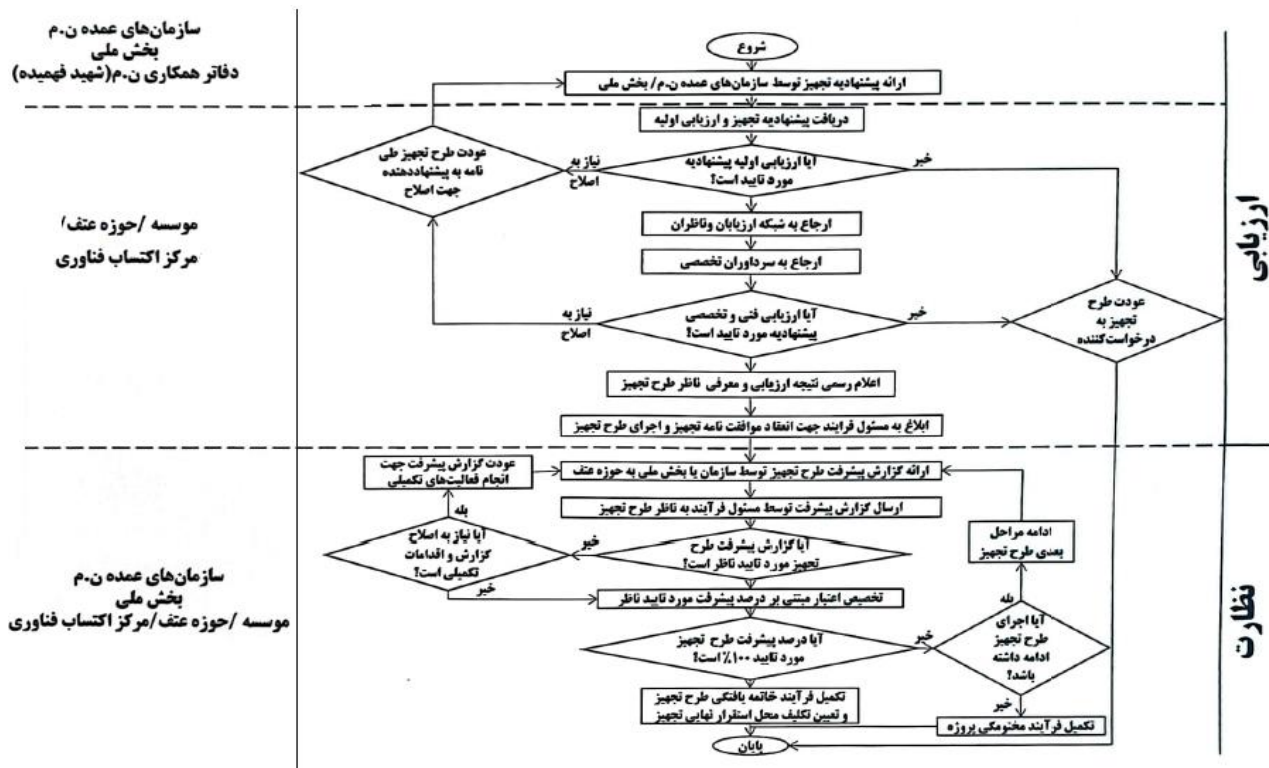 سازمان‌های عمده ن.م
بخش ملی
دفاتر همکاری ن.م(شهید فهمیده)
شروع
ارائه پیشنهادیه تجهیز توسط سازمان‌های عمده ن.م/ بخش ملی
ارزیابی
موسسه /حوزه عتف/
مرکز اکتساب فناوری
دریافت پیشنهادیه تجهیز و ارزیابی اولیه
آیا ارزیابی اولیه پیشنهادیه
مورد تایید است؟
خیر
نیاز به
اصلاح
عودت طرح تجهیز طی
نامه به پیشنهاددهنده
جهت اصلاح
ارجاع به شبکه ارزیابان وناظران
ارجاع به سرداوران تخصصی
آیا ارزیابی فنی و تخصصی
پیشنهادیه مورد تایید است؟
خیر
نیاز به
اصلاح
عودت طرح
تجهیز به
درخواست‌کننده
اعلام رسمی نتیجه ارزیابی و معرفی ناظر طرح تجهیز
ابلاغ به مسئول فرایند جهت انعقاد موافقت نامه تجهیز و اجرای طرح تجهیز
نظارت
سازمان‌های عمده ن.م
بخش ملی
موسسه /حوزه عتف/مرکز اکتساب فناوری
ارائه گزارش پیشرفت طرح تجهیز توسط سازمان یا بخش ملی به حوزه عتف
عودت گزارش پیشرفت جهت
انجام فعالیت‌های تکمیلی
ارسال گزارش پیشرفت توسط مسئول فرآیند به ناظر طرح تجهیز
بله
آیا گزارش پیشرفت طرح
تجهیز مورد تایید ناظر است؟
خیر
آیا نیاز به اصلاح
گزارش و اقدامات
تکمیلی است؟
خیر
ادامه مراحل
بعدی طرح تجهیز
تخصیص اعتبار مبتنی بر درصد پیشرفت مورد تایید ناظر
بله
آیا درصد پیشرفت طرح تجهیز
مورد تایید ۱۰۰٪ است؟
خیر
آیا اجرای
طرح تجهیز
ادامه داشته
باشد؟
خیر
تکمیل فرآیند خاتمه یافتگی طرح تجهیز
و تعیین تکلیف محل استقرار نهایی تجهیز
تکمیل فرآیند مختومگی پروژه
پایان